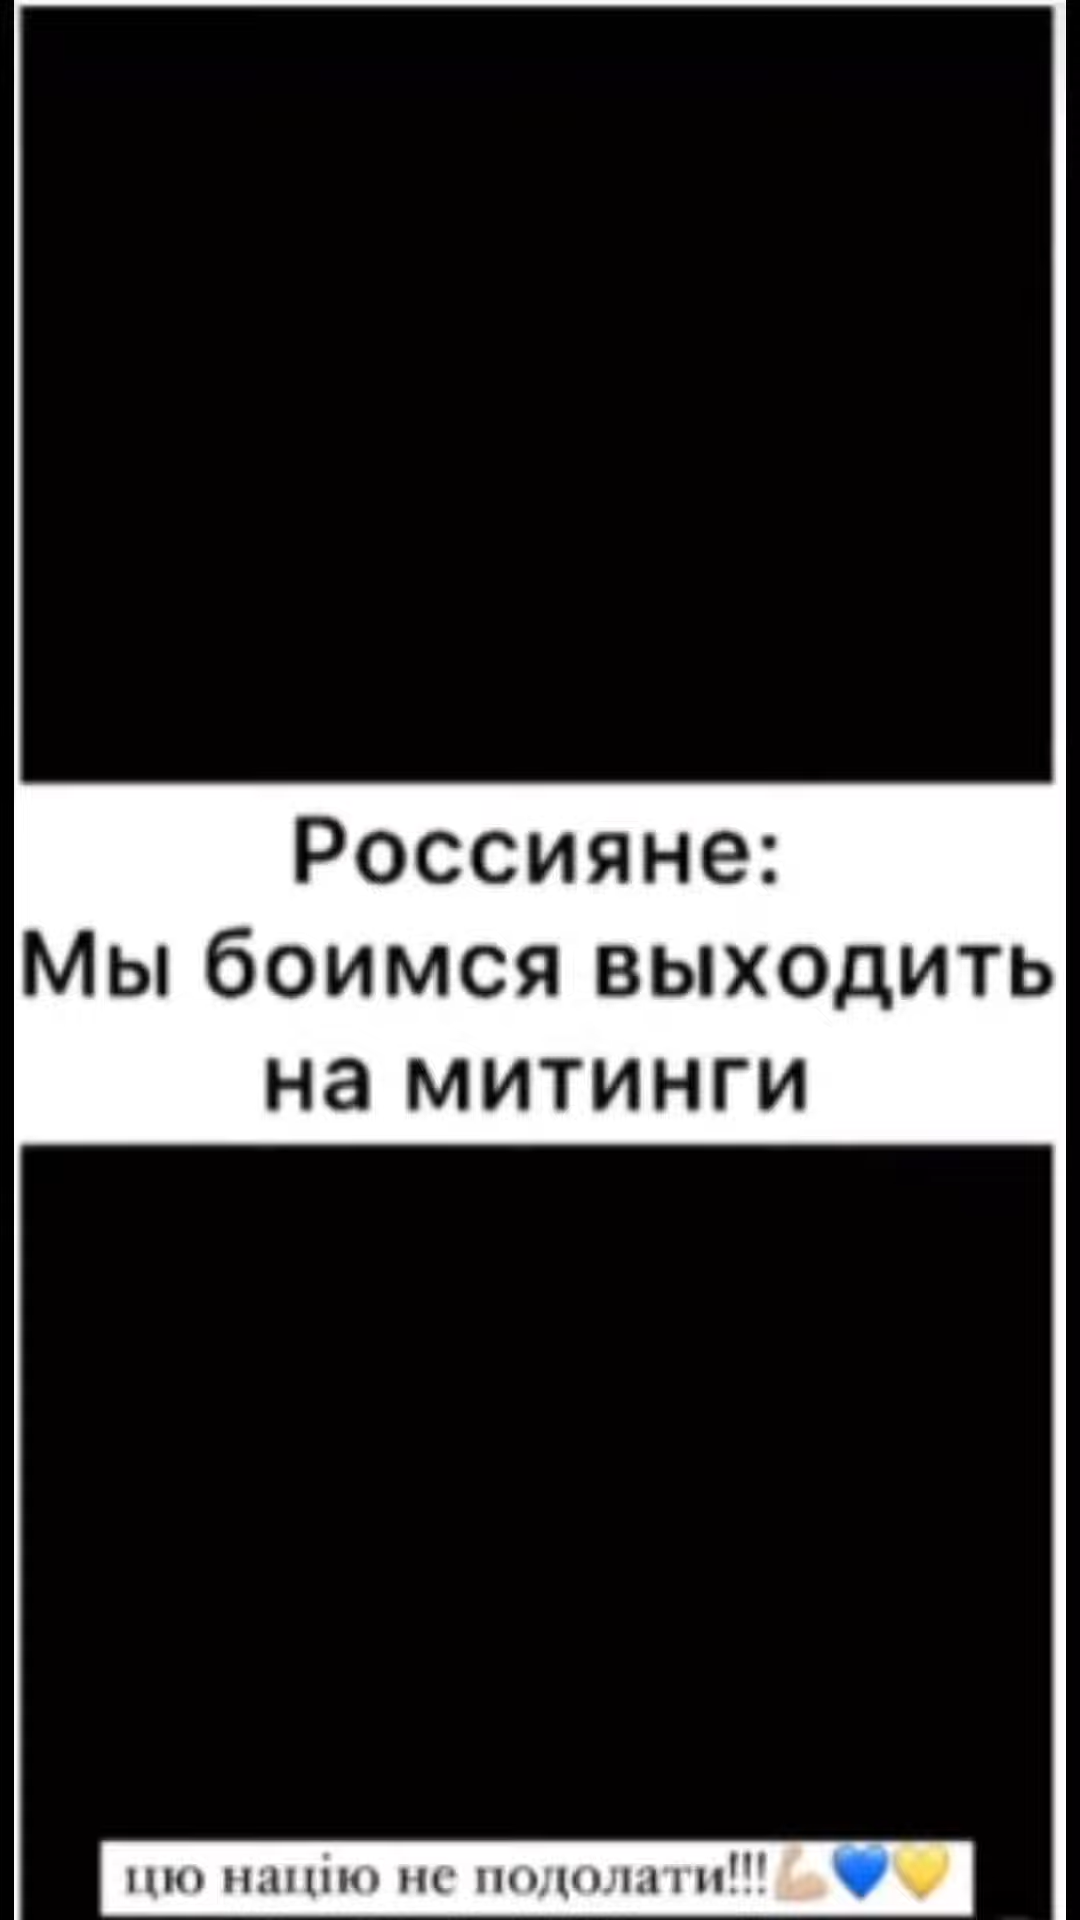 Россияне:
Мы боимся выходить
на митинги
цю націю не подолати!!!💪🏼💙💛